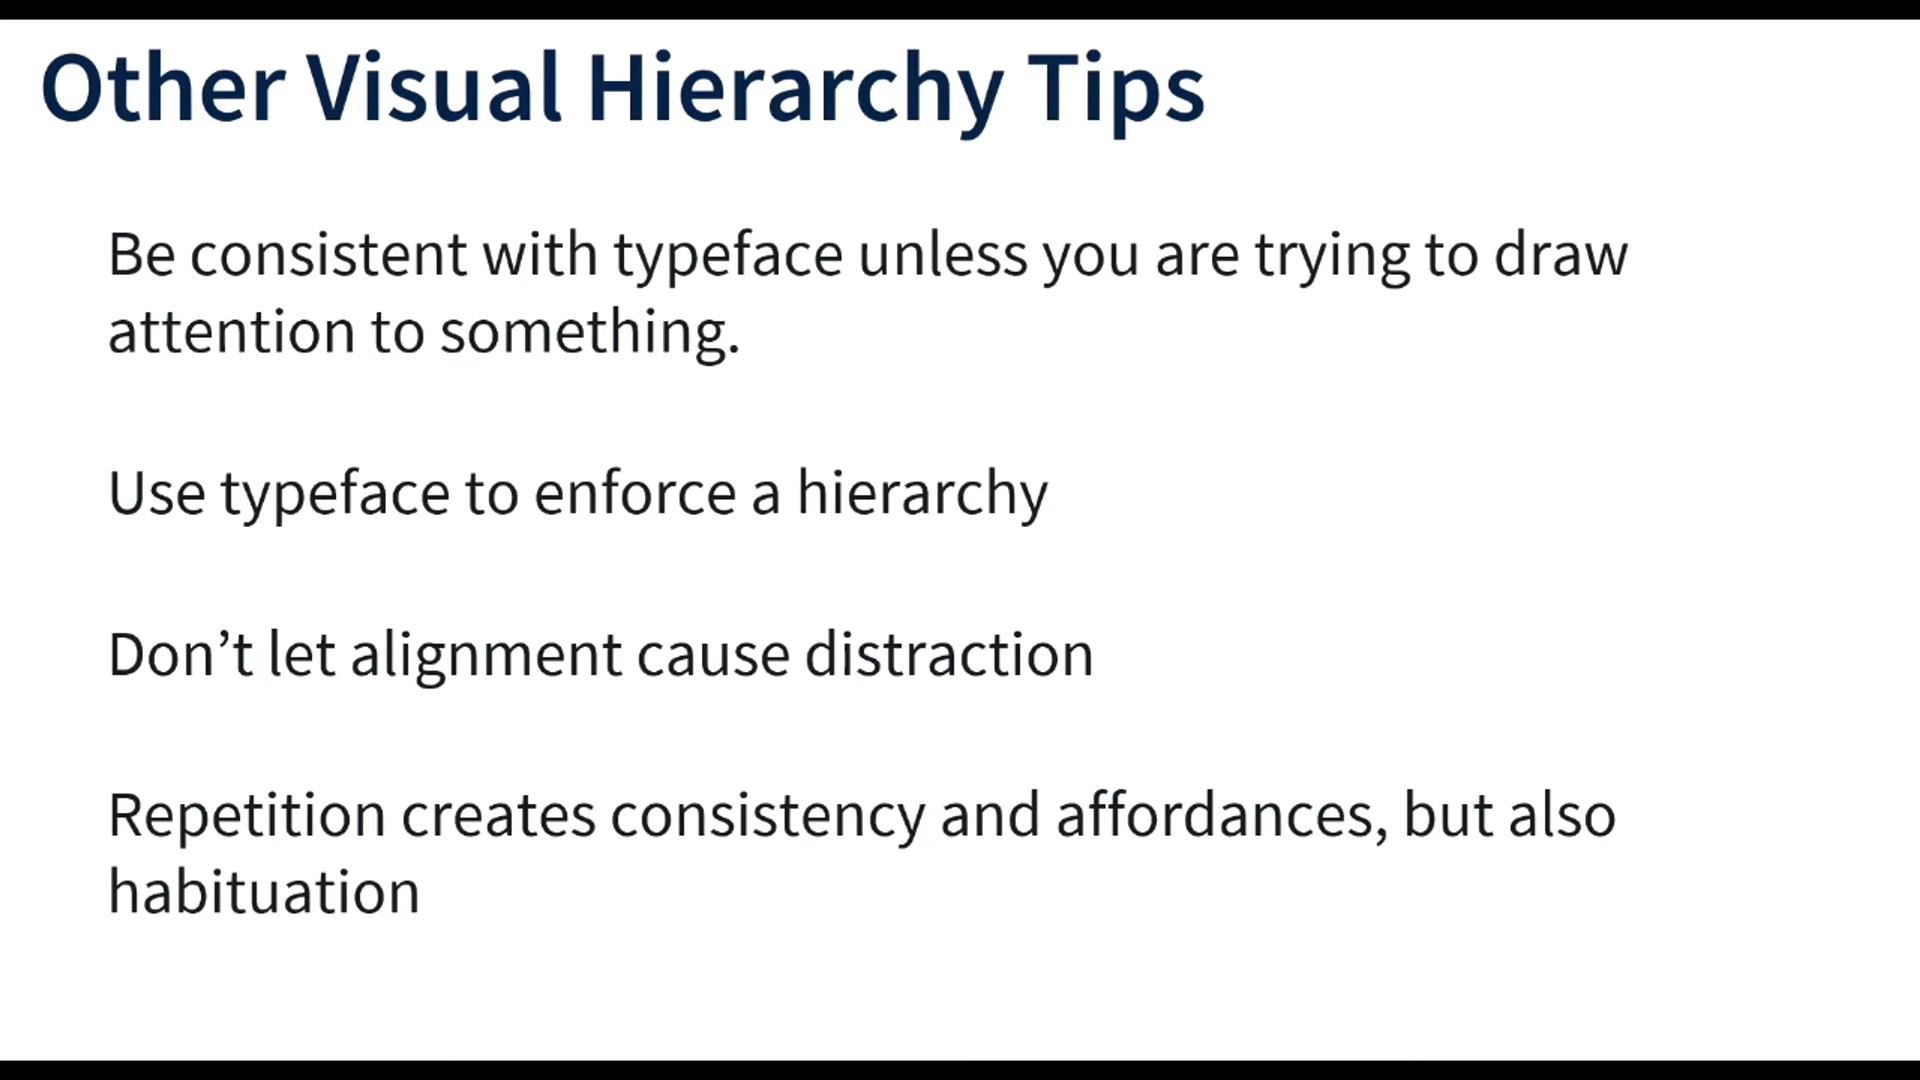 Other Visual Hierarchy Tips
Be consistent with typeface unless you are trying to draw
attention to something.
Use typeface to enforce a hierarchy
Don’t let alignment cause distraction
Repetition creates consistency and affordances, but also
habituation